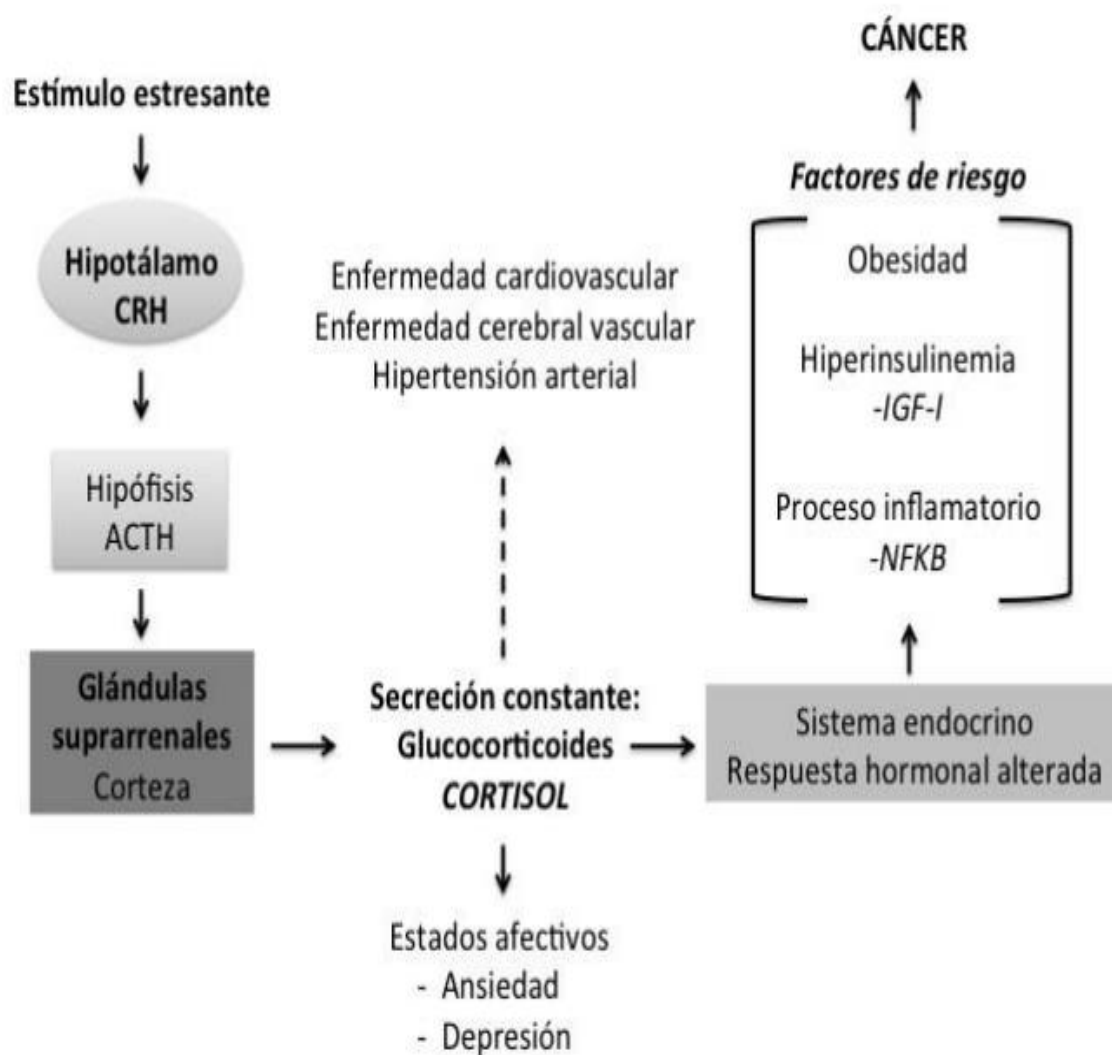 Estímulo estresante
Hipotálamo
CRH
Hipófisis
ACTH
Glándulas
suprarrenales
Corteza
Enfermedad cardiovascular
Enfermedad cerebral vascular
Hipertensión arterial
Secreción constante:
Glucocorticoides
CORTISOL
Estados afectivos
- Ansiedad
- Depresión
CÁNCER
Factores de riesgo
Obesidad
Hiperinsulinemia
-IGF-I
Proceso inflamatorio
-NFKB
Sistema endocrino
Respuesta hormonal alterada